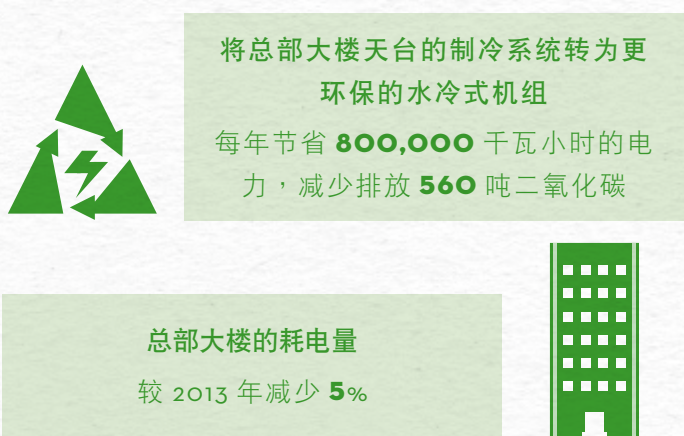 将总部大楼天台的制冷系统转为更
环保的水冷式机组
每年节省 800,000 千瓦小时的电
力，减少排放 560 吨二氧化碳
总部大楼的耗电量
较 2013 年减少 5%